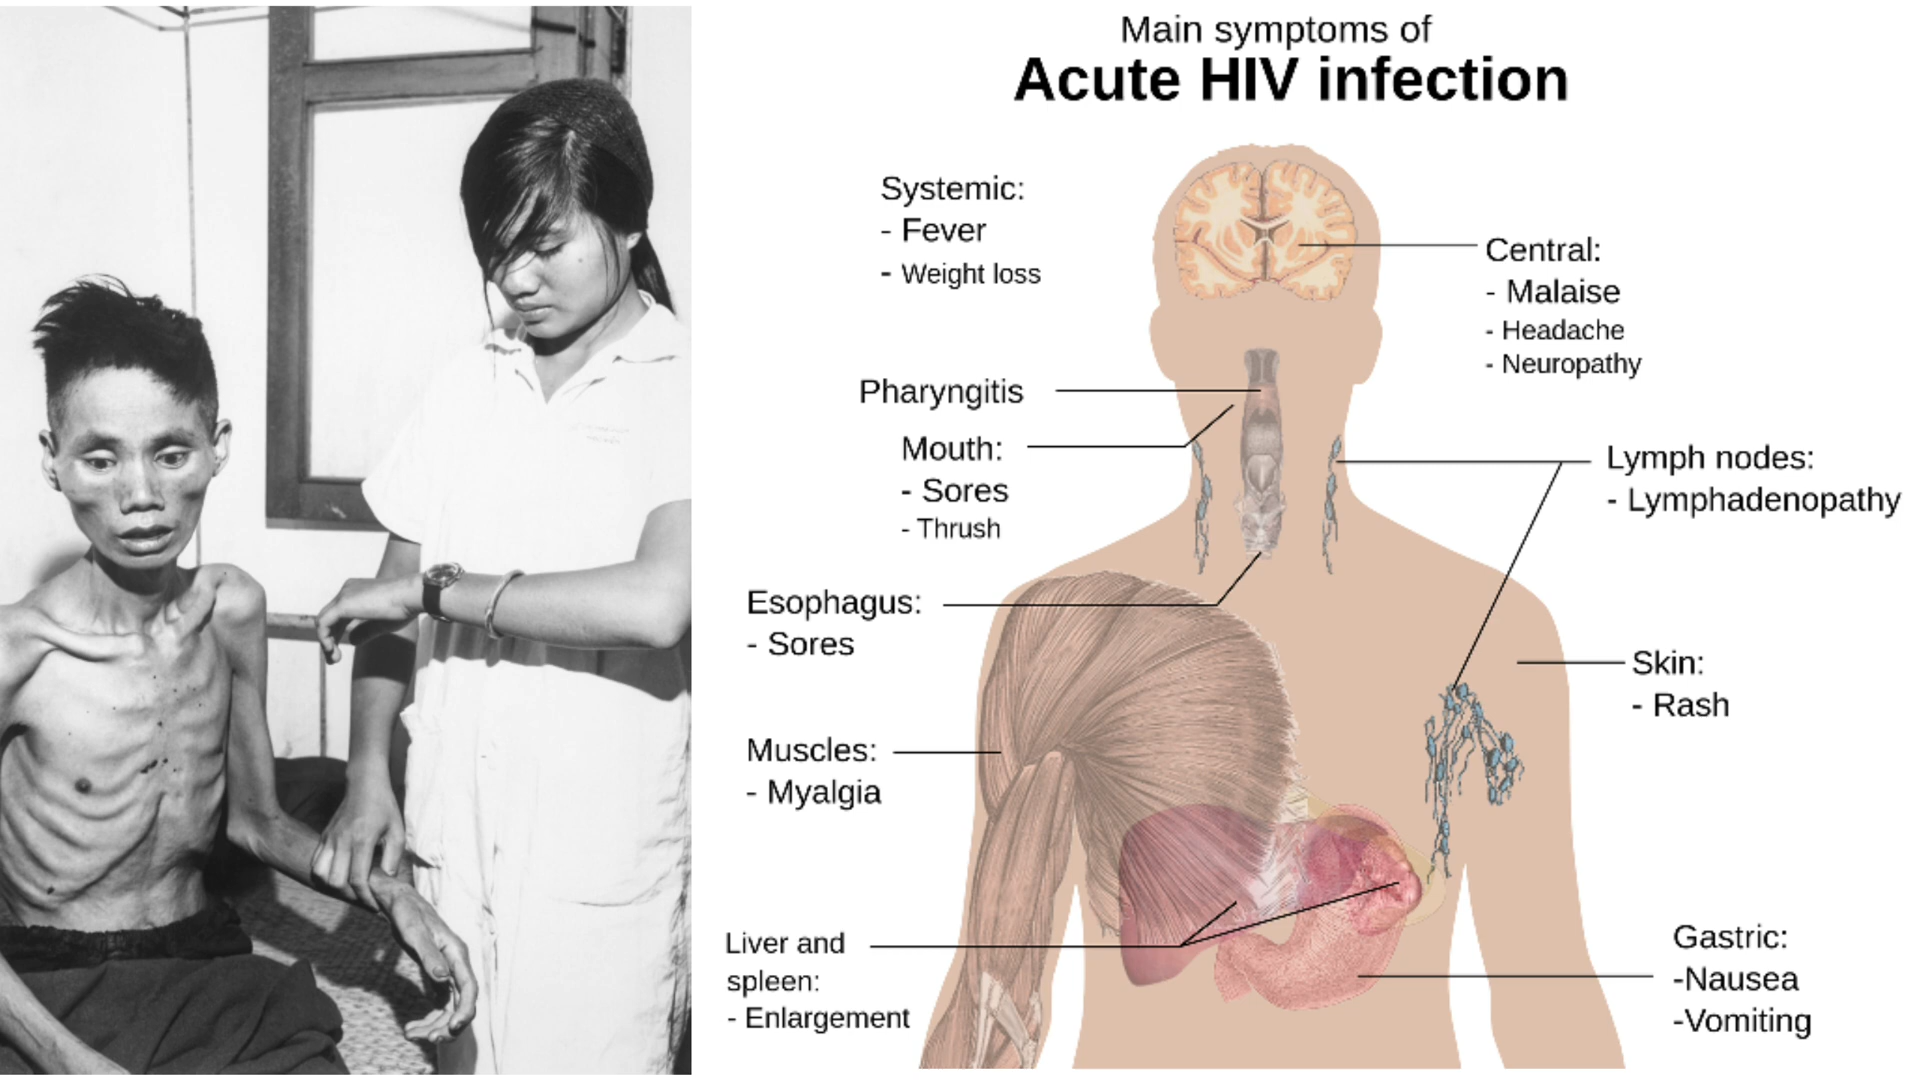 Main symptoms of
Acute HIV infection
Systemic:
- Fever
- Weight loss
Central:
- Malaise
- Headache
- Neuropathy
Pharyngitis
Mouth:
- Sores
- Thrush
Lymph nodes:
- Lymphadenopathy
Esophagus:
- Sores
Skin:
- Rash
Muscles:
- Myalgia
Liver and
spleen:
- Enlargement
Gastric:
-Nausea
-Vomiting